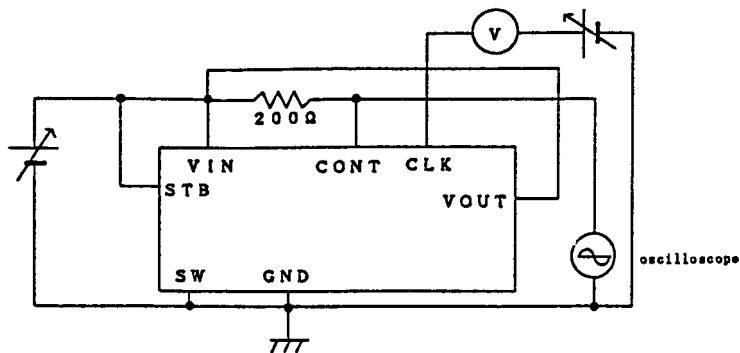 V
200Ω
VIN
CONT
CLK
STB
VOUT
oscilloscope
SW
GND